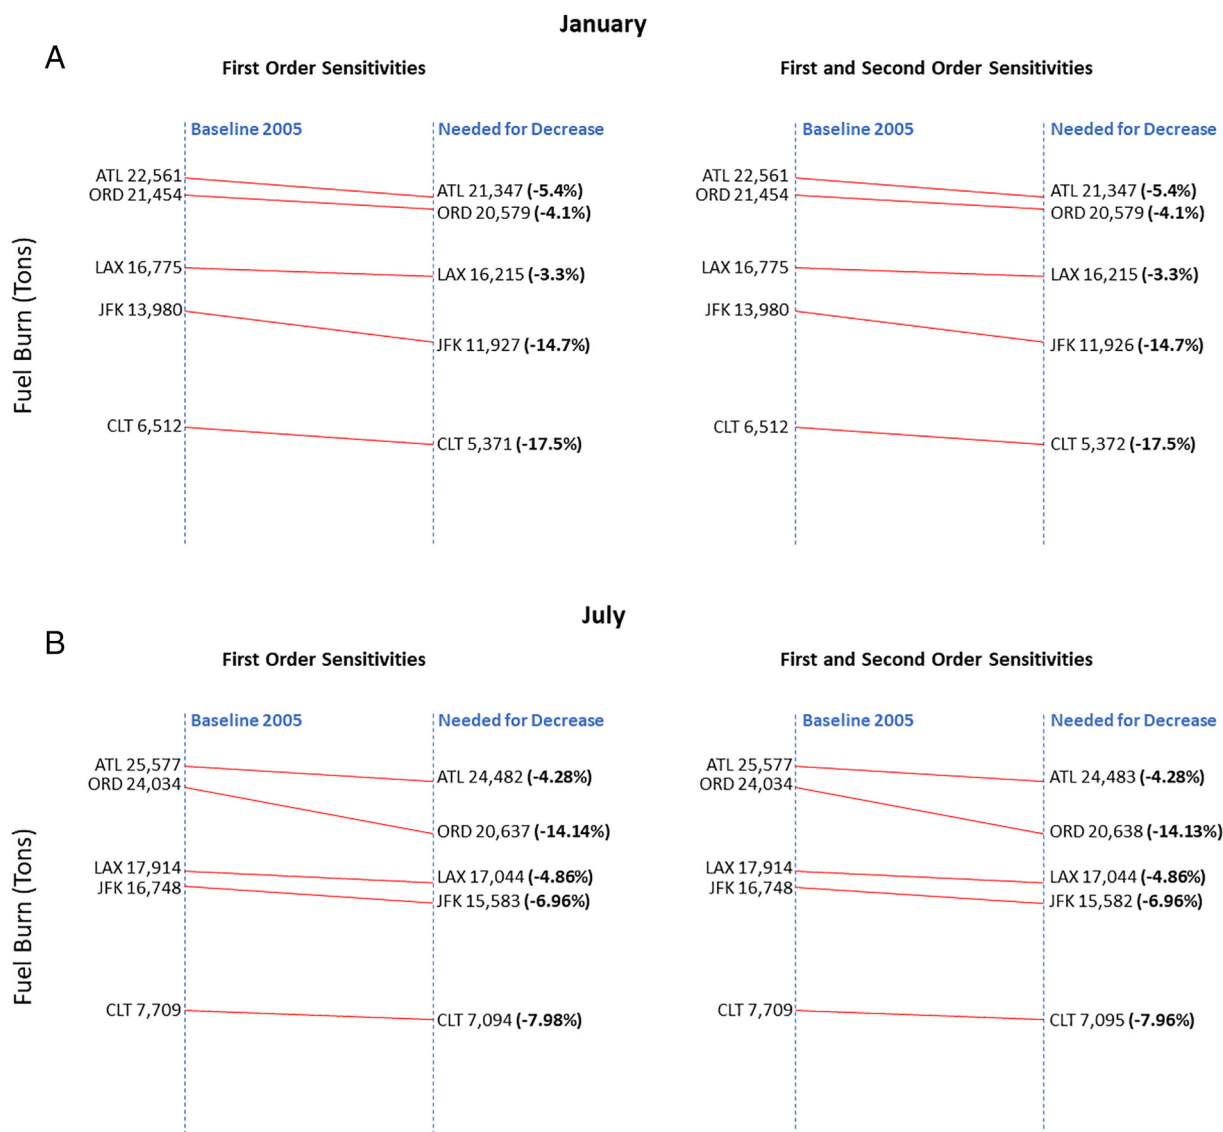 January
A
First Order Sensitivities
First and Second Order Sensitivities
Fuel Burn (Tons)
Baseline 2005
Needed for Decrease
ATL 22,561
ORD 21,454
LAX 16,775
JFK 13,980
CLT 6,512
ATL 21,347 (-5.4%)
ORD 20,579 (-4.1%)
LAX 16,215 (-3.3%)
JFK 11,927 (-14.7%)
CLT 5,371 (-17.5%)
Baseline 2005
Needed for Decrease
ATL 22,561
ORD 21,454
LAX 16,775
JFK 13,980
CLT 6,512
ATL 21,347 (-5.4%)
ORD 20,579 (-4.1%)
LAX 16,215 (-3.3%)
JFK 11,926 (-14.7%)
CLT 5,372 (-17.5%)
July
B
First Order Sensitivities
First and Second Order Sensitivities
Fuel Burn (Tons)
Baseline 2005
Needed for Decrease
ATL 25,577
ORD 24,034
LAX 17,914
JFK 16,748
CLT 7,709
ATL 24,482 (-4.28%)
ORD 20,637 (-14.14%)
LAX 17,044 (-4.86%)
JFK 15,583 (-6.96%)
CLT 7,094 (-7.98%)
Baseline 2005
Needed for Decrease
ATL 25,577
ORD 24,034
LAX 17,914
JFK 16,748
CLT 7,709
ATL 24,483 (-4.28%)
ORD 20,638 (-14.13%)
LAX 17,044 (-4.86%)
JFK 15,582 (-6.96%)
CLT 7,095 (-7.96%)